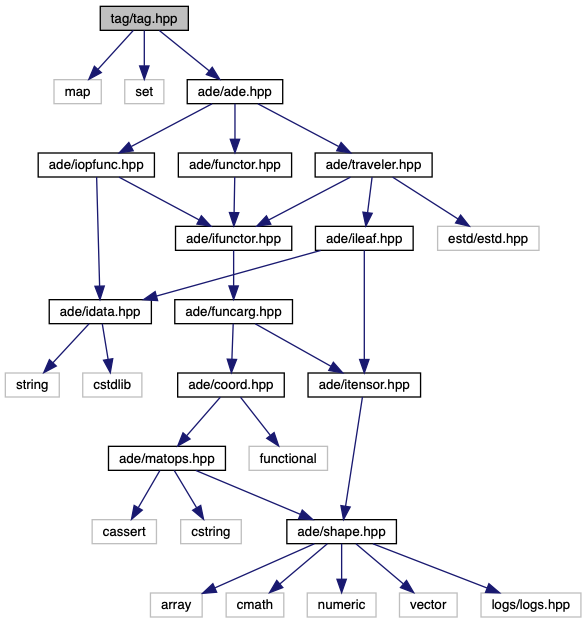 tag/tag.hpp
map
set
ade/ade.hpp
ade/iopfunc.hpp
ade/functor.hpp
ade/traveler.hpp
ade/ifunctor.hpp
ade/ileaf.hpp
estd/estd.hpp
ade/idata.hpp
ade/funcarg.hpp
string
cstdlib
ade/coord.hpp
ade/itensor.hpp
ade/matops.hpp
functional
cassert
cstring
ade/shape.hpp
array
cmath
numeric
vector
logs/logs.hpp